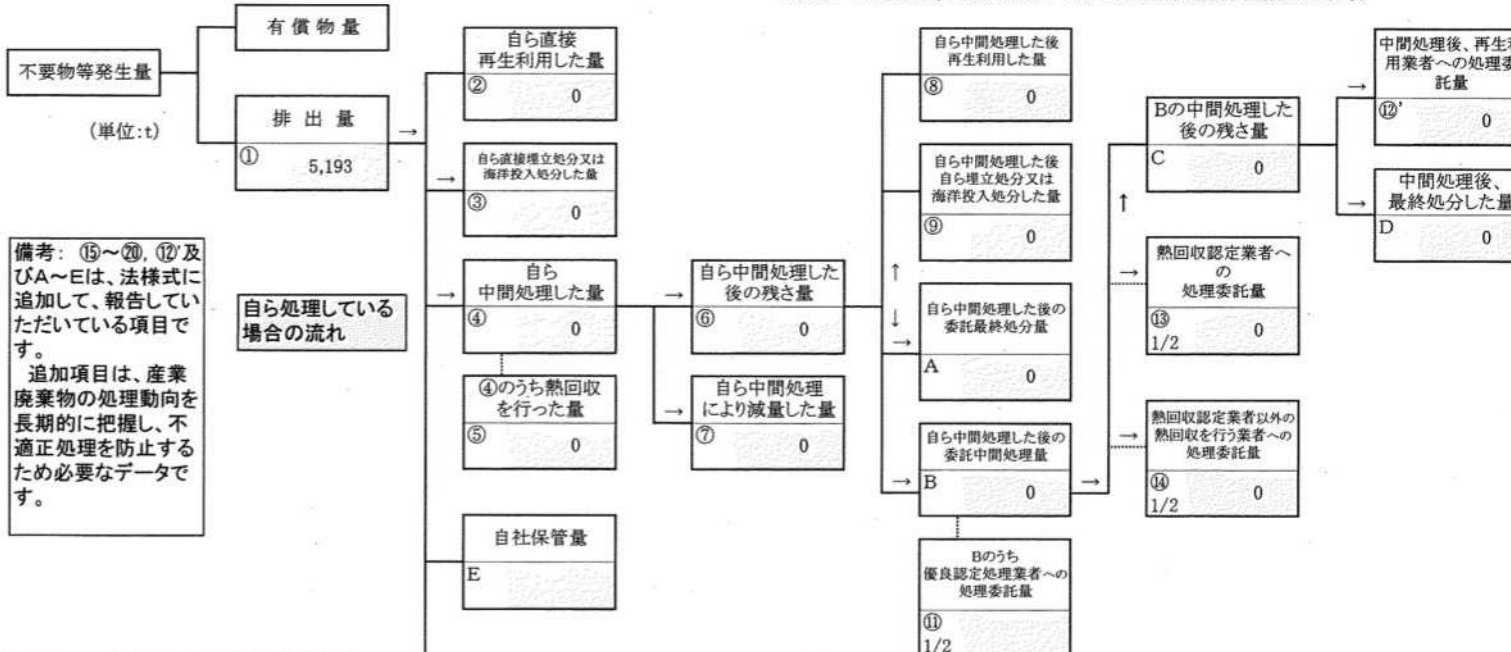 有償物量
不要物等発生量
(単位:t)
排出量
→
①
5,193
備考: ⑮～⑳, ⑫'及
びA～Eは、法様式に
追加して、報告してい
ただいている項目で
す。
追加項目は、産業
廃棄物の処理動向を
長期的に把握し、不
適正処理を防止する
ため必要なデータで
す。
自ら処理している
場合の流れ
自ら直接
再生利用した量
②
0
→
自ら直接埋立処分又は
海洋投入処分した量
③
0
→
自ら
中間処理した量
④
0
④のうち熱回収
を行った量
⑤
0
自社保管量
E
→
自ら中間処理した
後の残さ量
⑥
0
→
自ら中間処理
により減量した量
⑦
0
自ら中間処理した後
再生利用した量
⑧
0
自ら中間処理した後
自ら埋立処分又は
海洋投入処分した量
⑨
0
↑
↓
→
自ら中間処理した後の
委託最終処分量
A
0
→
自ら中間処理した後の
委託中間処理量
B
0
→
Bのうち
優良認定処理業者への
処理委託量
⑪
1/2
Bの中間処理した
後の残さ量
C
0
↑
→
熱回収認定業者へ
の
処理委託量
⑬
1/2
0
→
熱回収認定業者以外の
熱回収を行う業者への
処理委託量
⑭
1/2
0
→
中間処理後、再生利
用業者への処理委
託量
⑫'
0
→
中間処理後、
最終処分した量
D
0